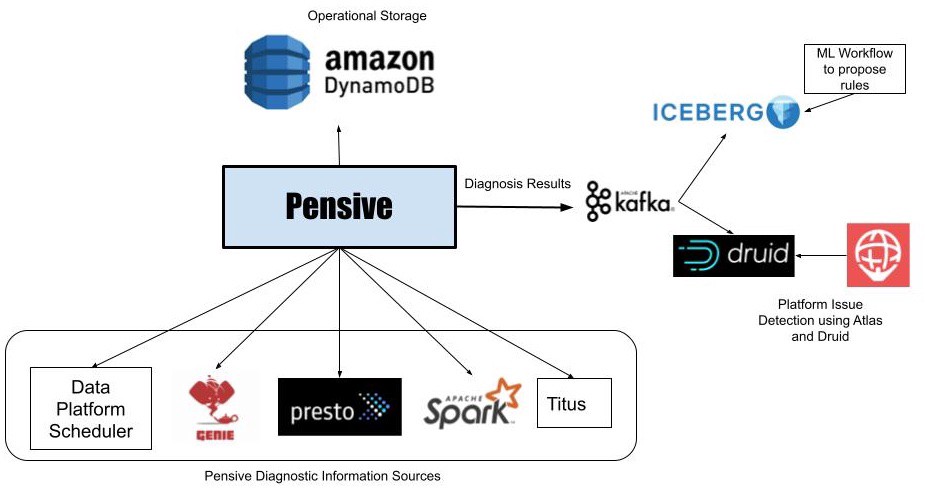 Operational Storage
amazon
DynamoDB
ML Workflow
to propose
rules
ICEBERG
Pensive
Diagnosis Results
APACHE
kafka
druid
Platform Issue
Detection using Atlas
and Druid
Data
Platform
Scheduler
GENIE
presto
APACHE
Spark
Titus
Pensive Diagnostic Information Sources